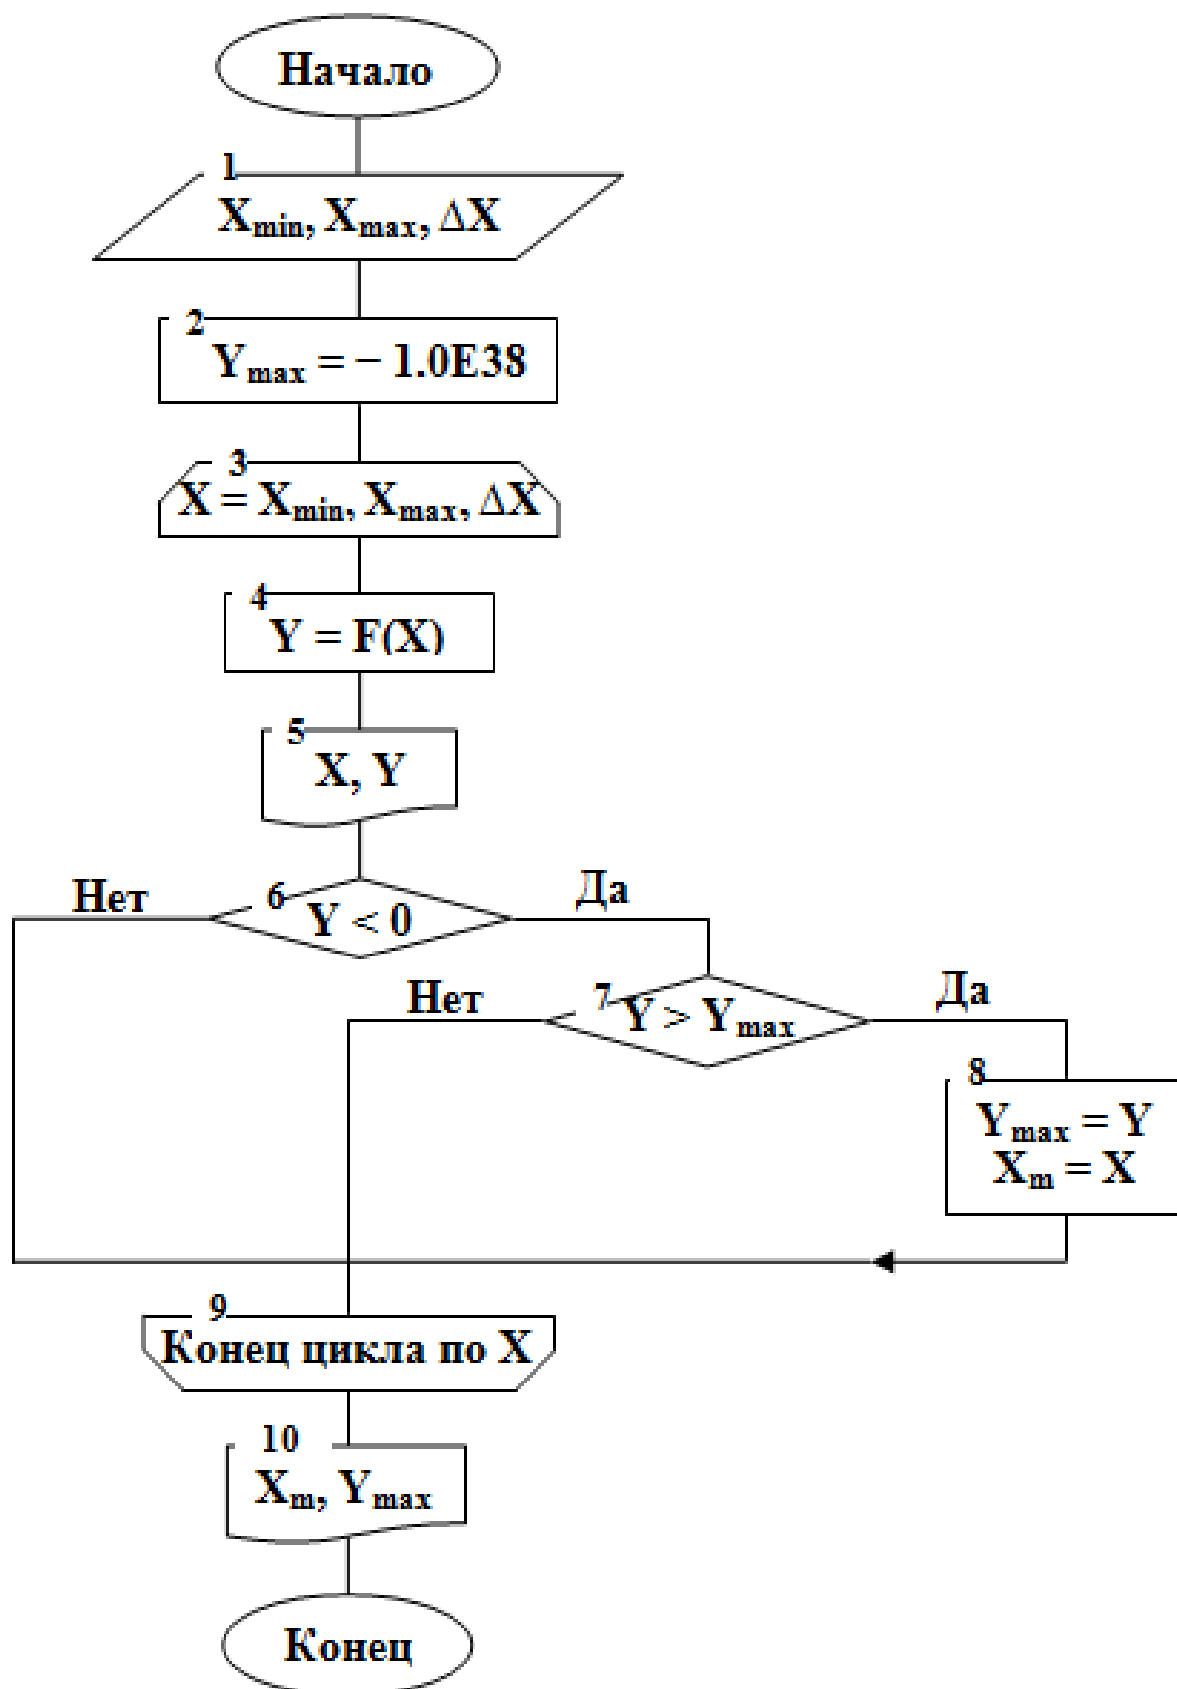 Начало
1
Xmin, Xmax, ΔX
2
Ymax = − 1.0E38
3
X = Xmin, Xmax, ΔX
4
Y = F(X)
5
X, Y
Нет
6
Y < 0
Да
Нет
7
Y > Ymax
Да
8
Ymax = Y
Xm = X
9
Конец цикла по X
10
Xm, Ymax
Конец